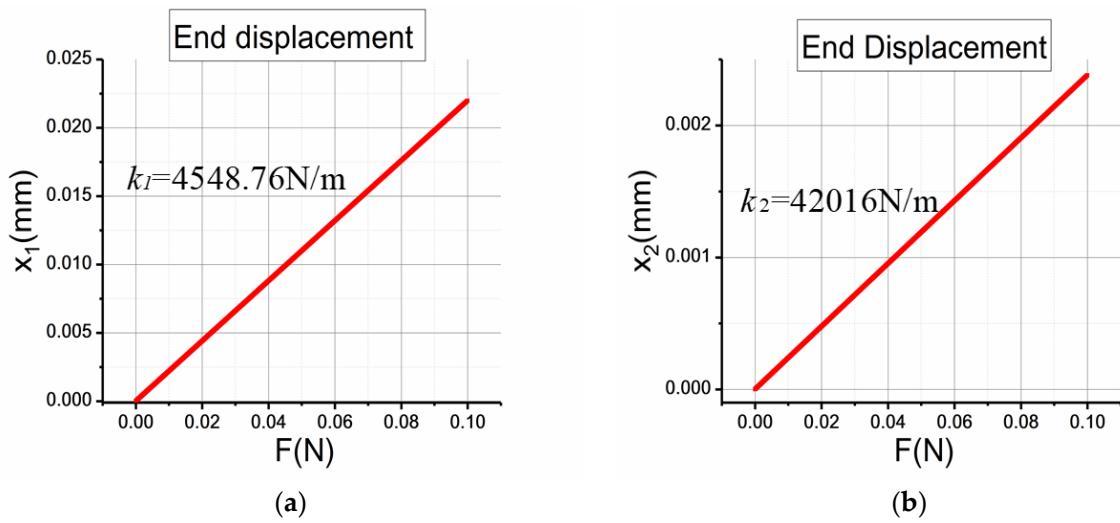 End displacement
0.025
0.020
0.015
0.010
0.005
0.000
x1(mm)
k1=4548.76N/m
0.00 0.02 0.04 0.06 0.08 0.10
F(N)
(a)
End Displacement
0.002
0.001
0.000
x2(mm)
k2=42016N/m
0.00 0.02 0.04 0.06 0.08 0.10
F(N)
(b)